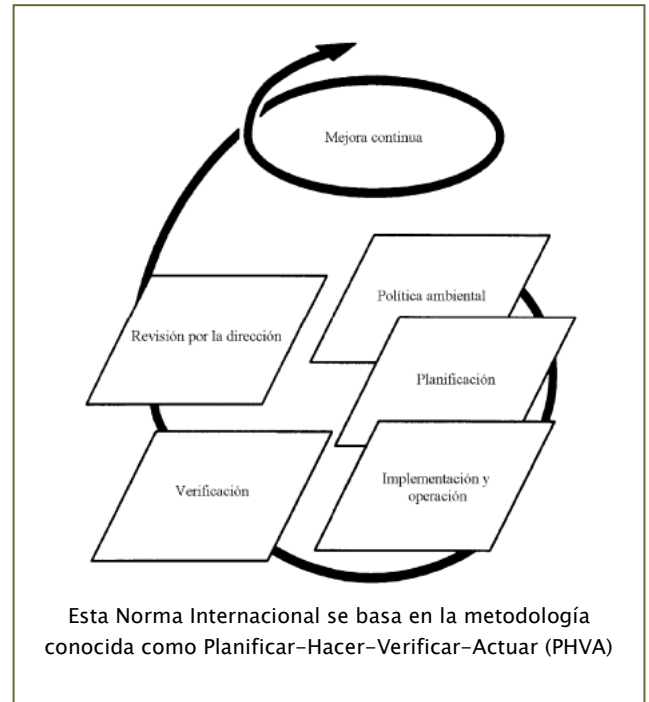 Mejora continua
Política ambiental
Revisión por la dirección
Planificación
Implementación y
operación
Verificación
Esta Norma Internacional se basa en la metodología
conocida como Planificar-Hacer-Verificar-Actuar (PHVA)